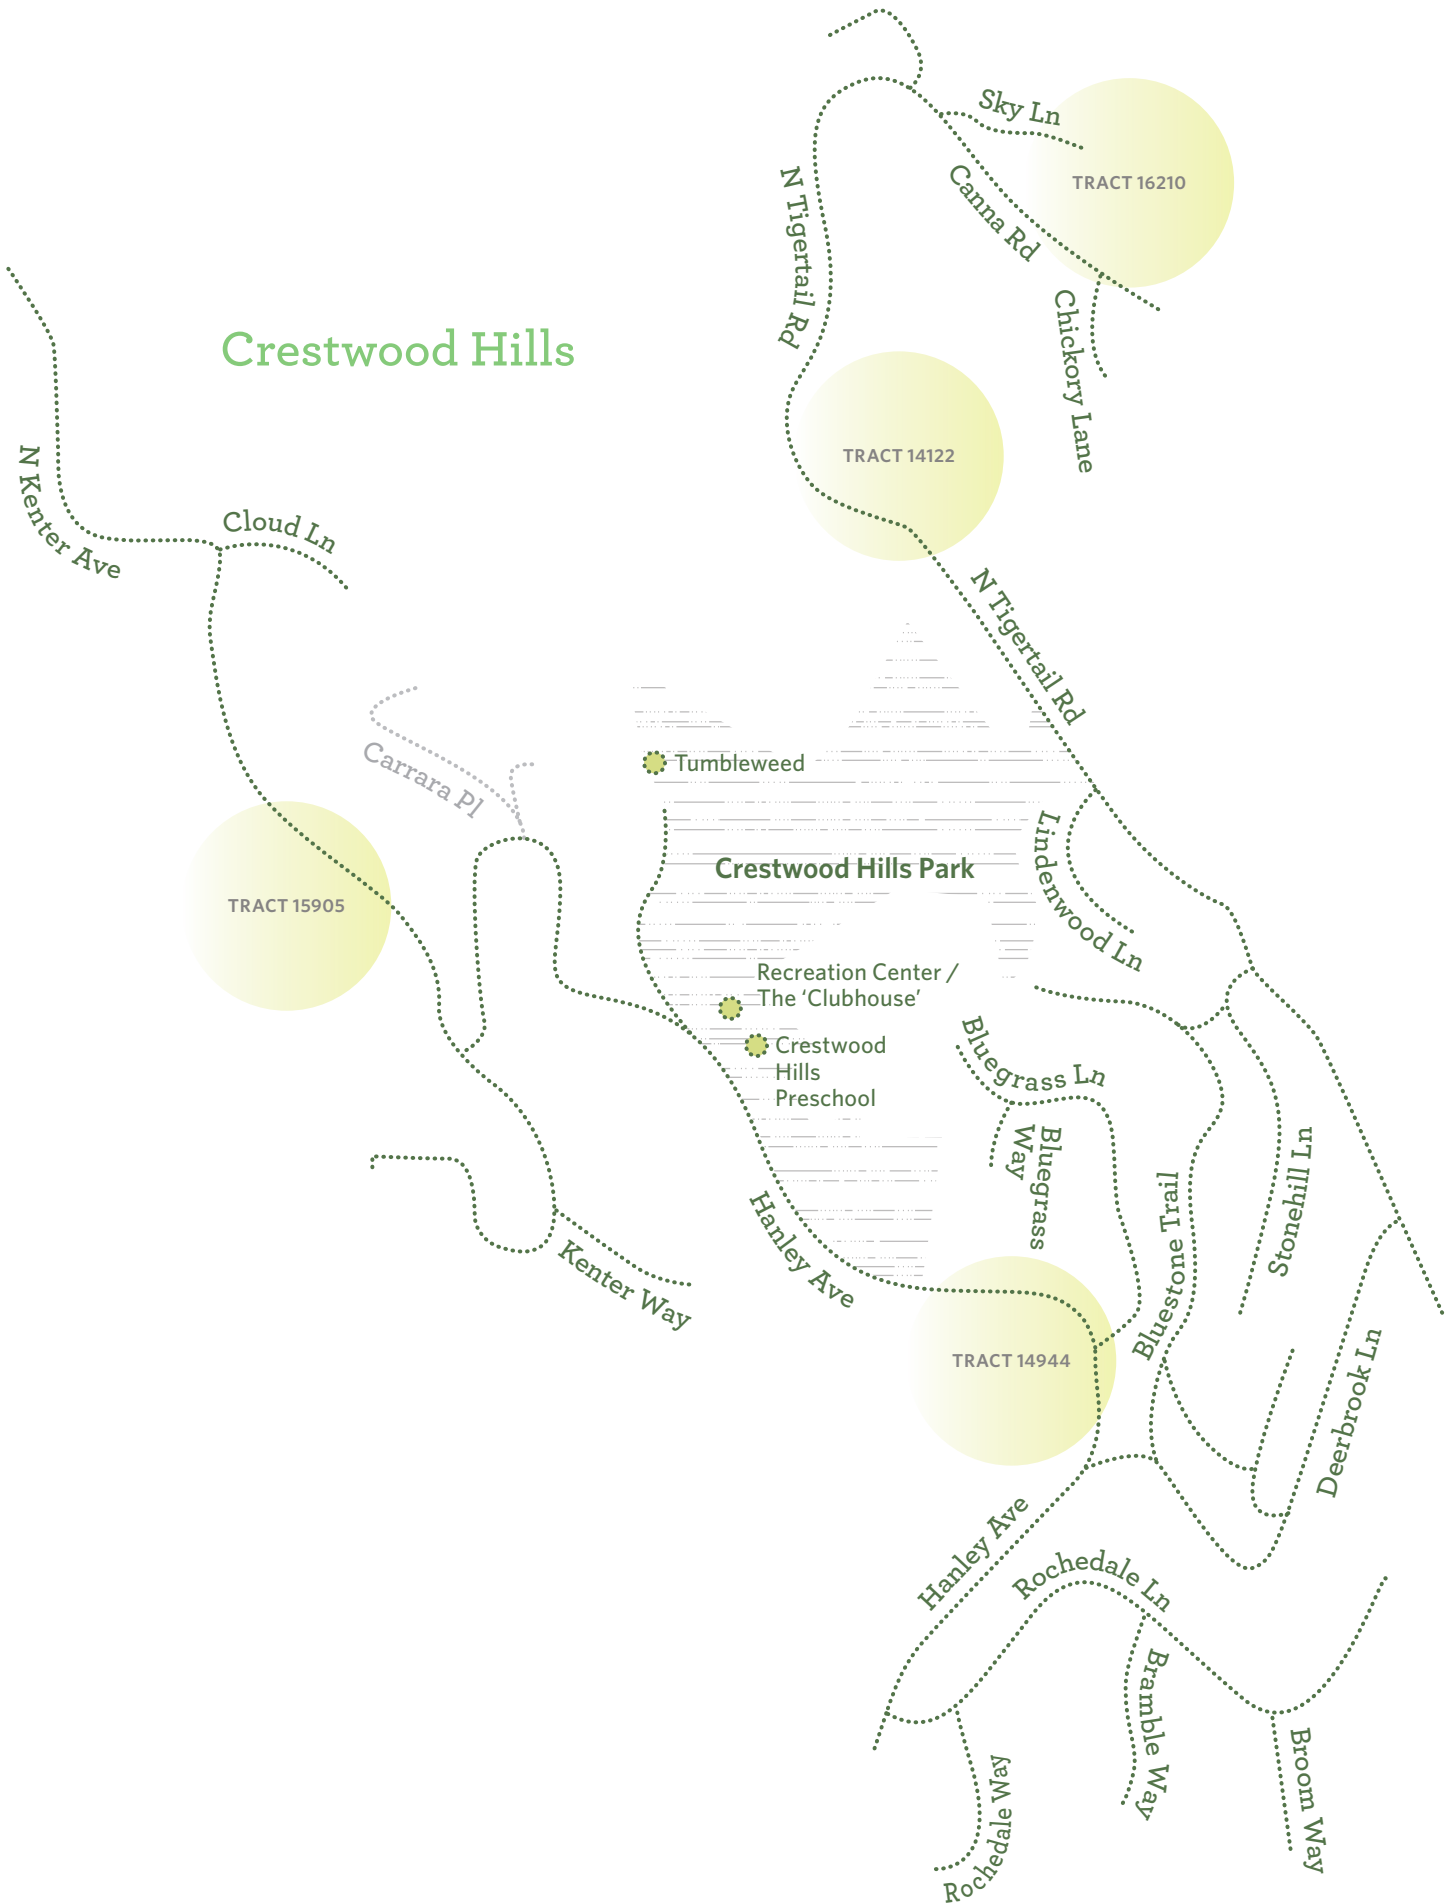 Sky Ln
TRACT 16210
N Tigertail Rd
Canna Rd
Chickory Lane
Crestwood Hills
TRACT 14122
N Kenter Ave
Cloud Ln
N Tigertail Rd
Carrara Pl
Tumbleweed
Lindenwood Ln
Crestwood Hills Park
TRACT 15905
Recreation Center /
The ‘Clubhouse’
Crestwood
Hills
Preschool
Bluegrass Ln
Bluegrass
Way
Stonehill Ln
Bluestone Trail
Hanley Ave
Kenter Way
TRACT 14944
Deerbrook Ln
Hanley Ave
Rochedale Ln
Bramble Way
Broom Way
Rochedale Way